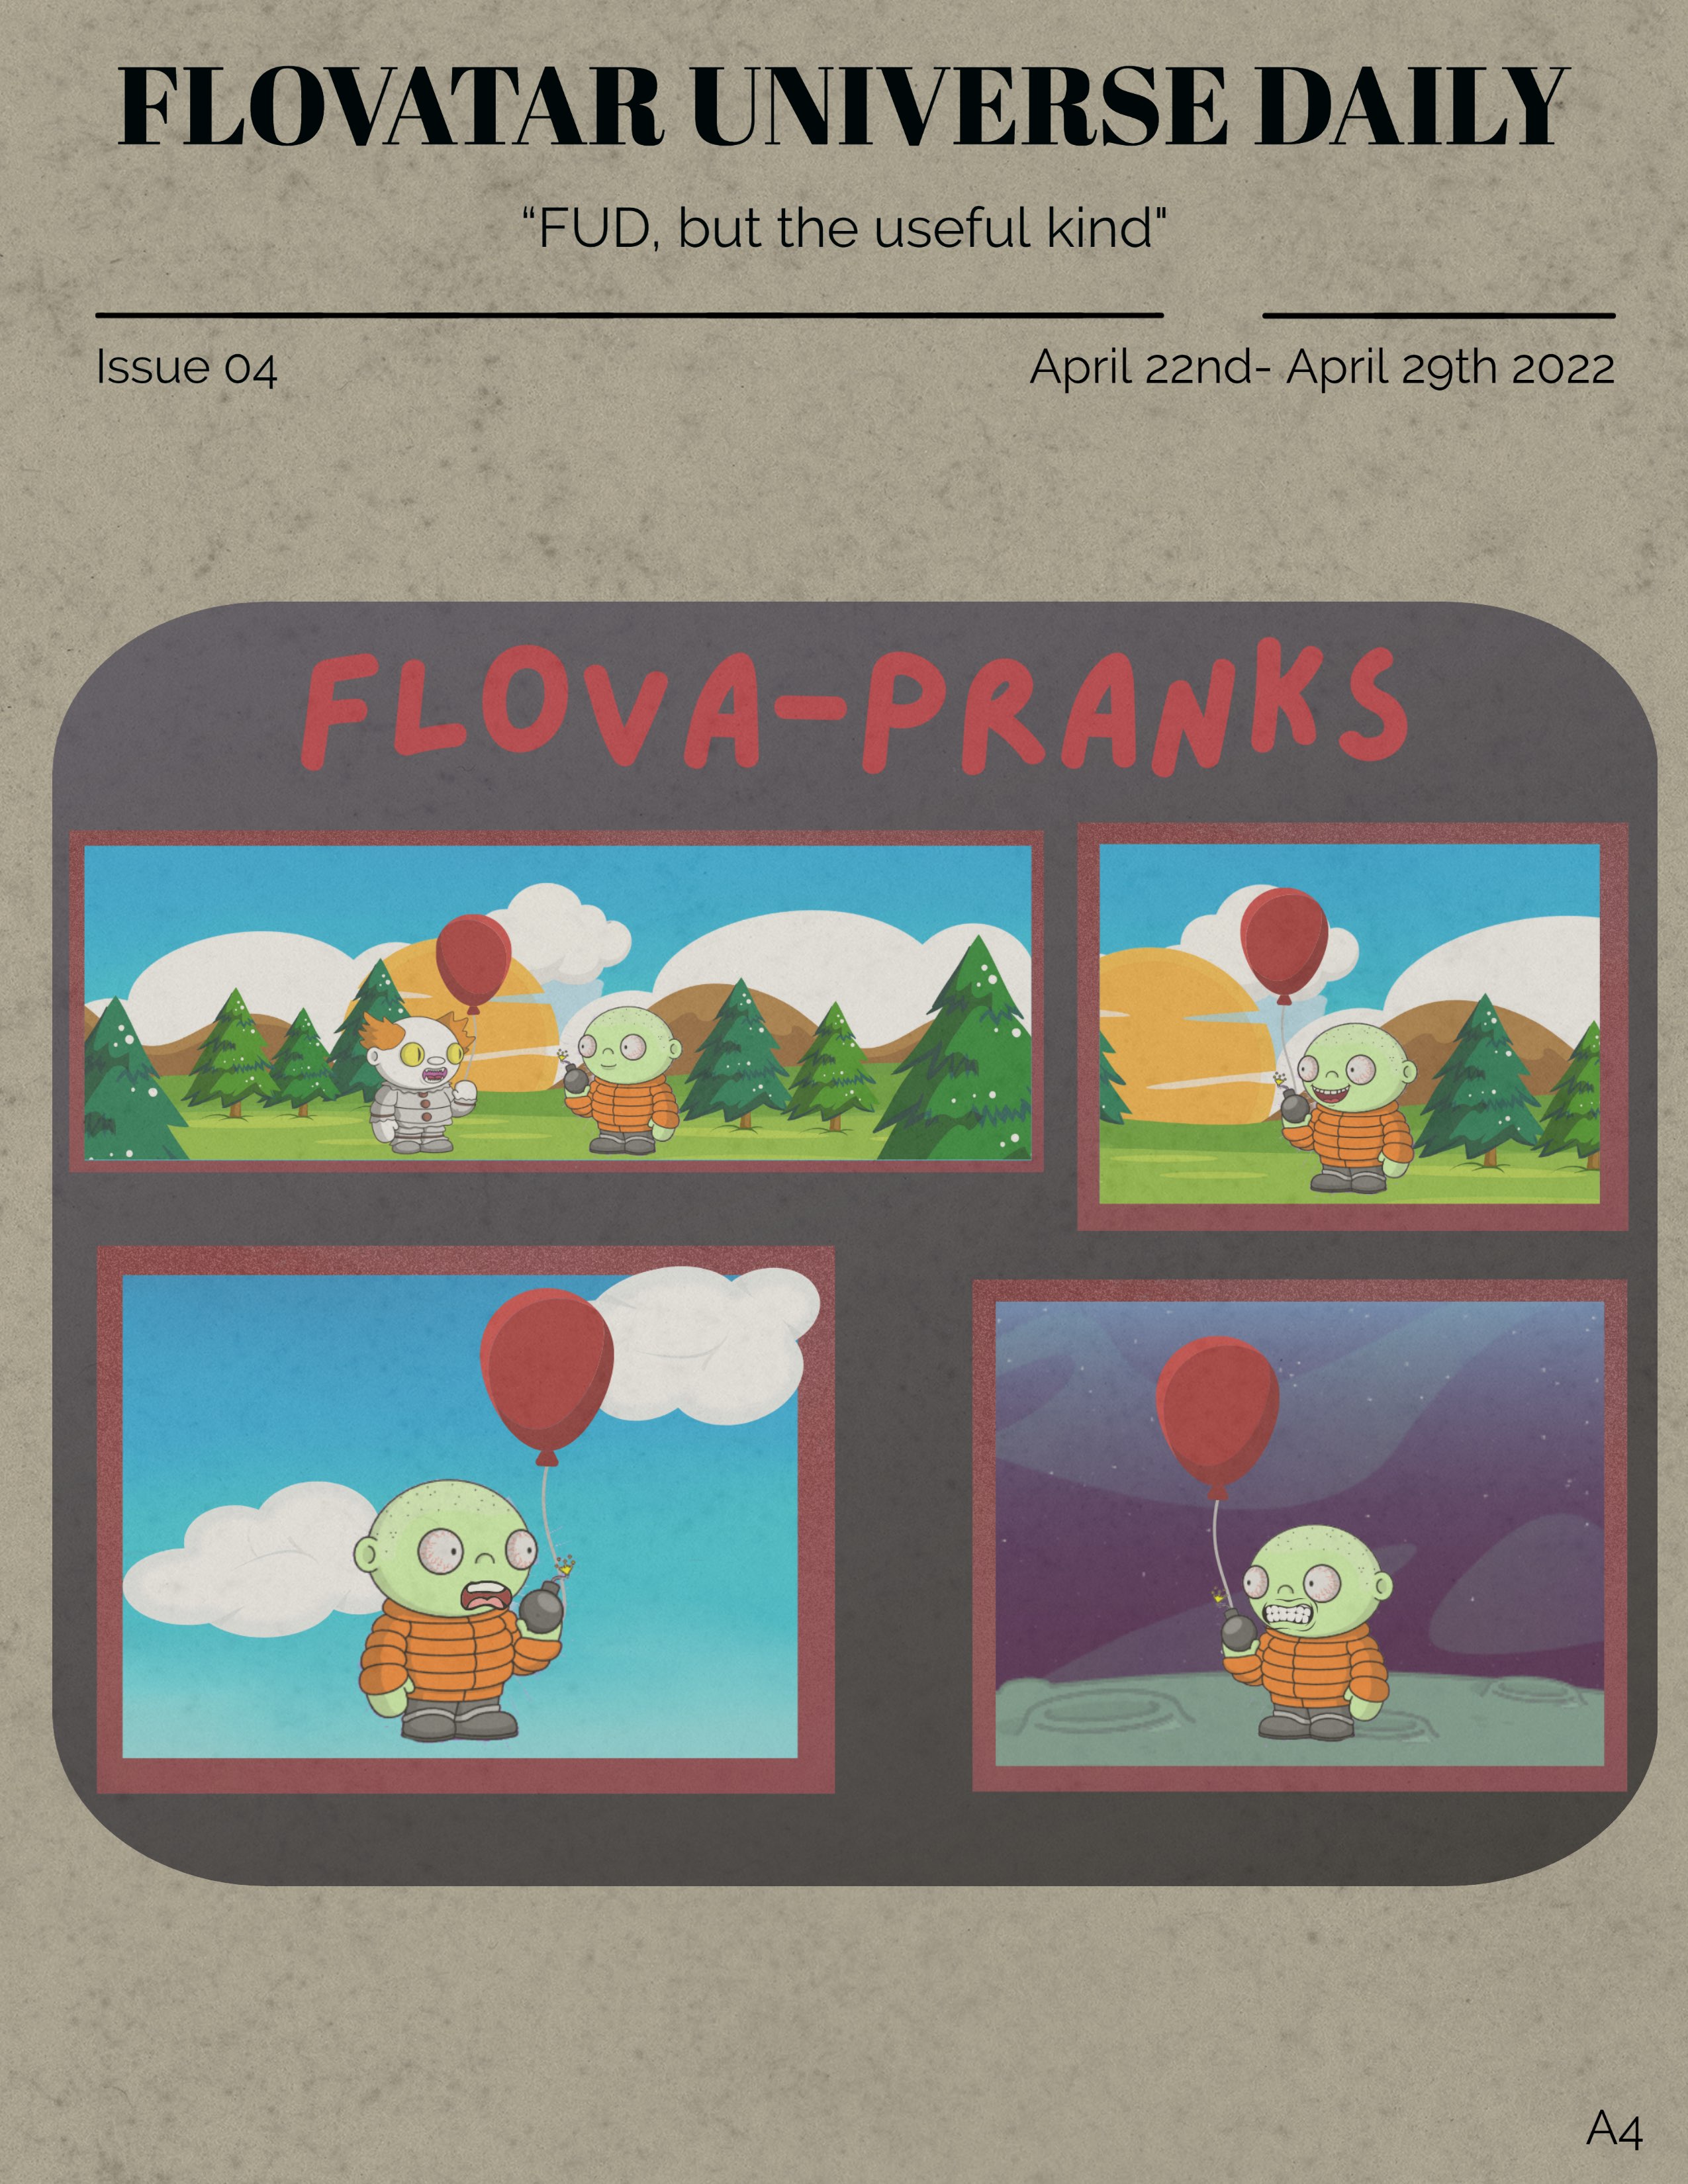 FLOVATAR UNIVERSE DAILY
“FUD, but the useful kind"
Issue 04
April 22nd- April 29th 2022
FLOVA-PRANKS
A4